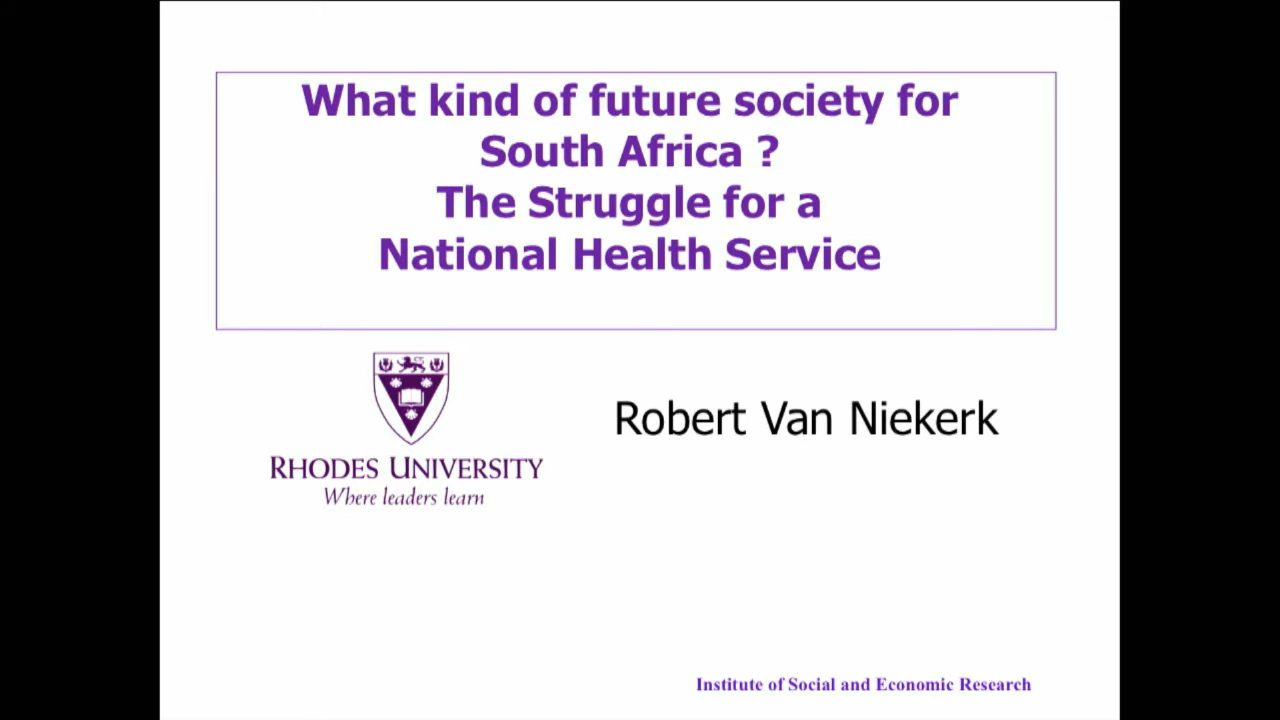 What kind of future society for
South Africa ?
The Struggle for a
National Health Service
Robert Van Niekerk
RHODES UNIVERSITY
Where leaders learn
Institute of Social and Economic Research